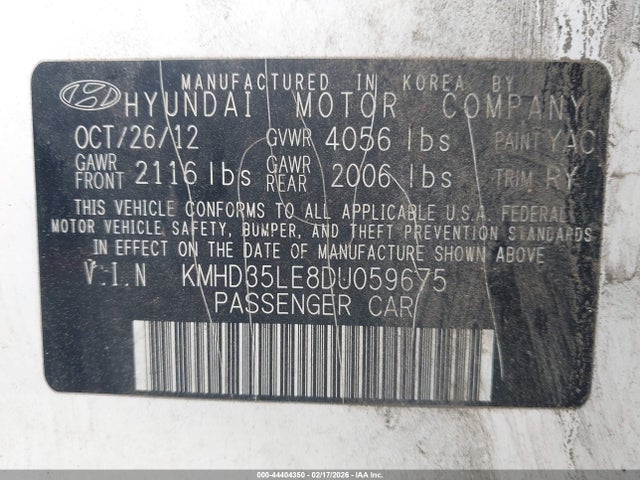 MANUFACTURED IN KOREA BY
HYUNDAI MOTOR COMPANY
OCT/26/12 GVWR 4056 lbs PAINT YAC
GAWR FRONT 2116 lbs GAWR REAR 2006 lbs TRIM RY
THIS VEHICLE CONFORMS TO ALL APPLICABLE U.S.A. FEDERAL
MOTOR VEHICLE SAFETY, BUMPER, AND THEFT PREVENTION STANDARDS
IN EFFECT ON THE DATE OF MANUFACTURE SHOWN ABOVE.
V.I.N KMHD35LE8DU059675
PASSENGER CAR
000-44404350 - 02/17/2026 - IAA Inc.